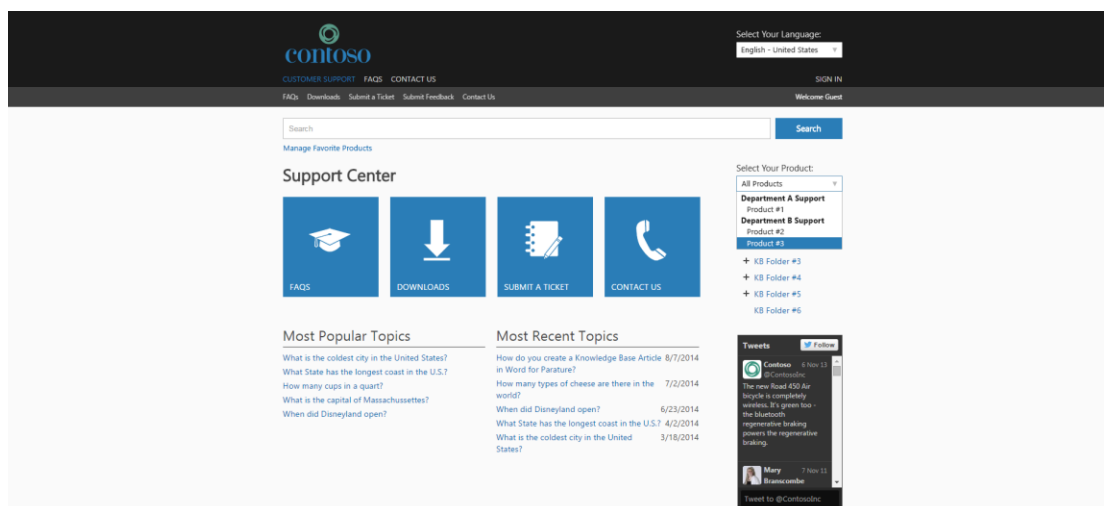 contoso
Select Your Language:
English - United States
CUSTOMER SUPPORT FAQS CONTACT US
SIGN IN
FAQs Downloads Submit a Ticket Submit Feedback Contact Us
Welcome Guest
Search
Search
Manage Favorite Products
Support Center
FAQS
DOWNLOADS
SUBMIT A TICKET
CONTACT US
Most Popular Topics
What is the coldest city in the United States?
What State has the longest coast in the U.S.?
How many cups in a quart?
What is the capital of Massachussettes?
When did Disneyland open?
Most Recent Topics
How do you create a Knowledge Base Article 8/7/2014
in Word for Parature?
How many types of cheese are there in the 7/2/2014
world?
When did Disneyland open? 6/23/2014
What State has the longest coast in the U.S.? 4/2/2014
What is the coldest city in the United 3/18/2014
States?
Select Your Product:
All Products
Department A Support
Product #1
Department B Support
Product #2
Product #3
+ KB Folder #3
+ KB Folder #4
+ KB Folder #5
KB Folder #6
Tweets
Follow
Contoso 6 Nov 13
@ContosoInc
The new Road 450 Air
bicycle is completely
wireless. It's green too -
the bluetooth
regenerative braking
powers the regenerative
braking.
Mary 7 Nov 11
Branscombe
Tweet to @ContosoInc